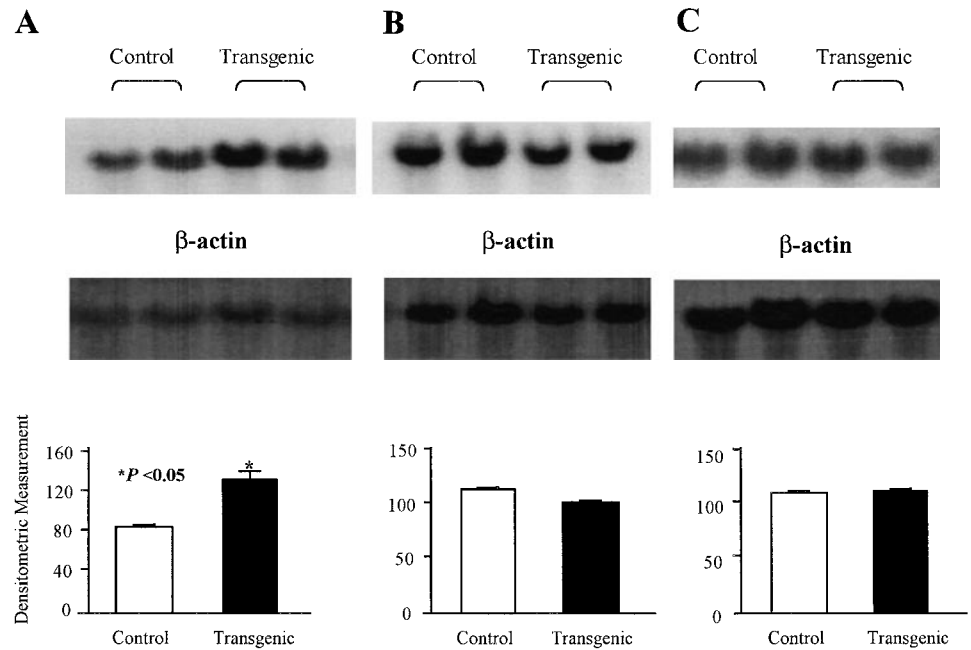 A
Control Transgenic
β-actin
Densitometric Measurement
160
120
80
40
0
*P <0.05
*
Control Transgenic
B
Control Transgenic
β-actin
150
100
50
0
Control Transgenic
C
Control Transgenic
β-actin
150
100
50
0
Control Transgenic